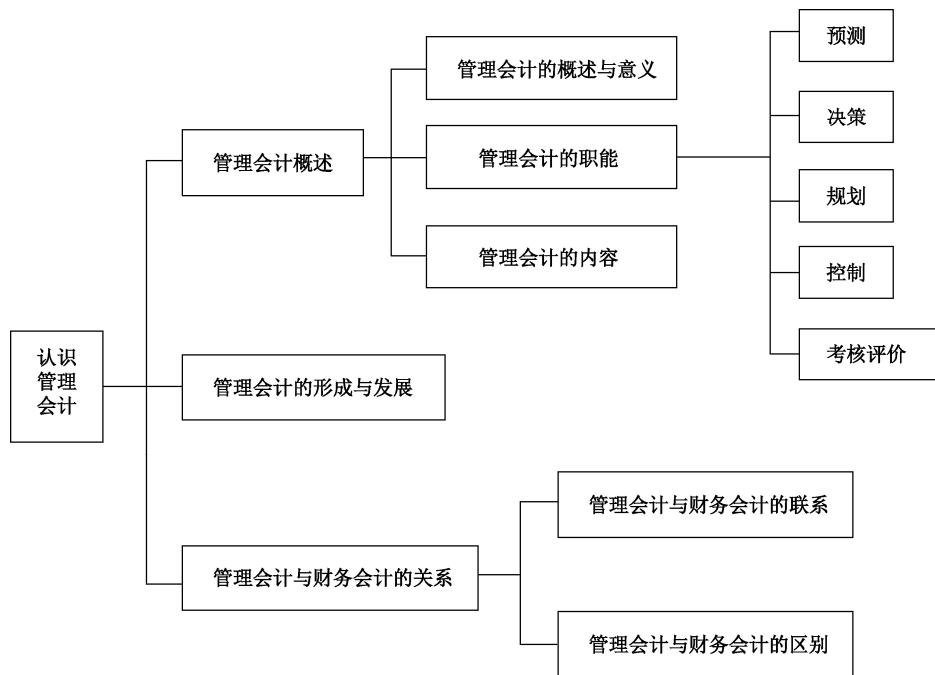 认识
管理
会计
管理会计概述
管理会计的概述与意义
管理会计的职能
预测
决策
规划
控制
考核评价
管理会计的内容
管理会计的形成与发展
管理会计与财务会计的关系
管理会计与财务会计的联系
管理会计与财务会计的区别